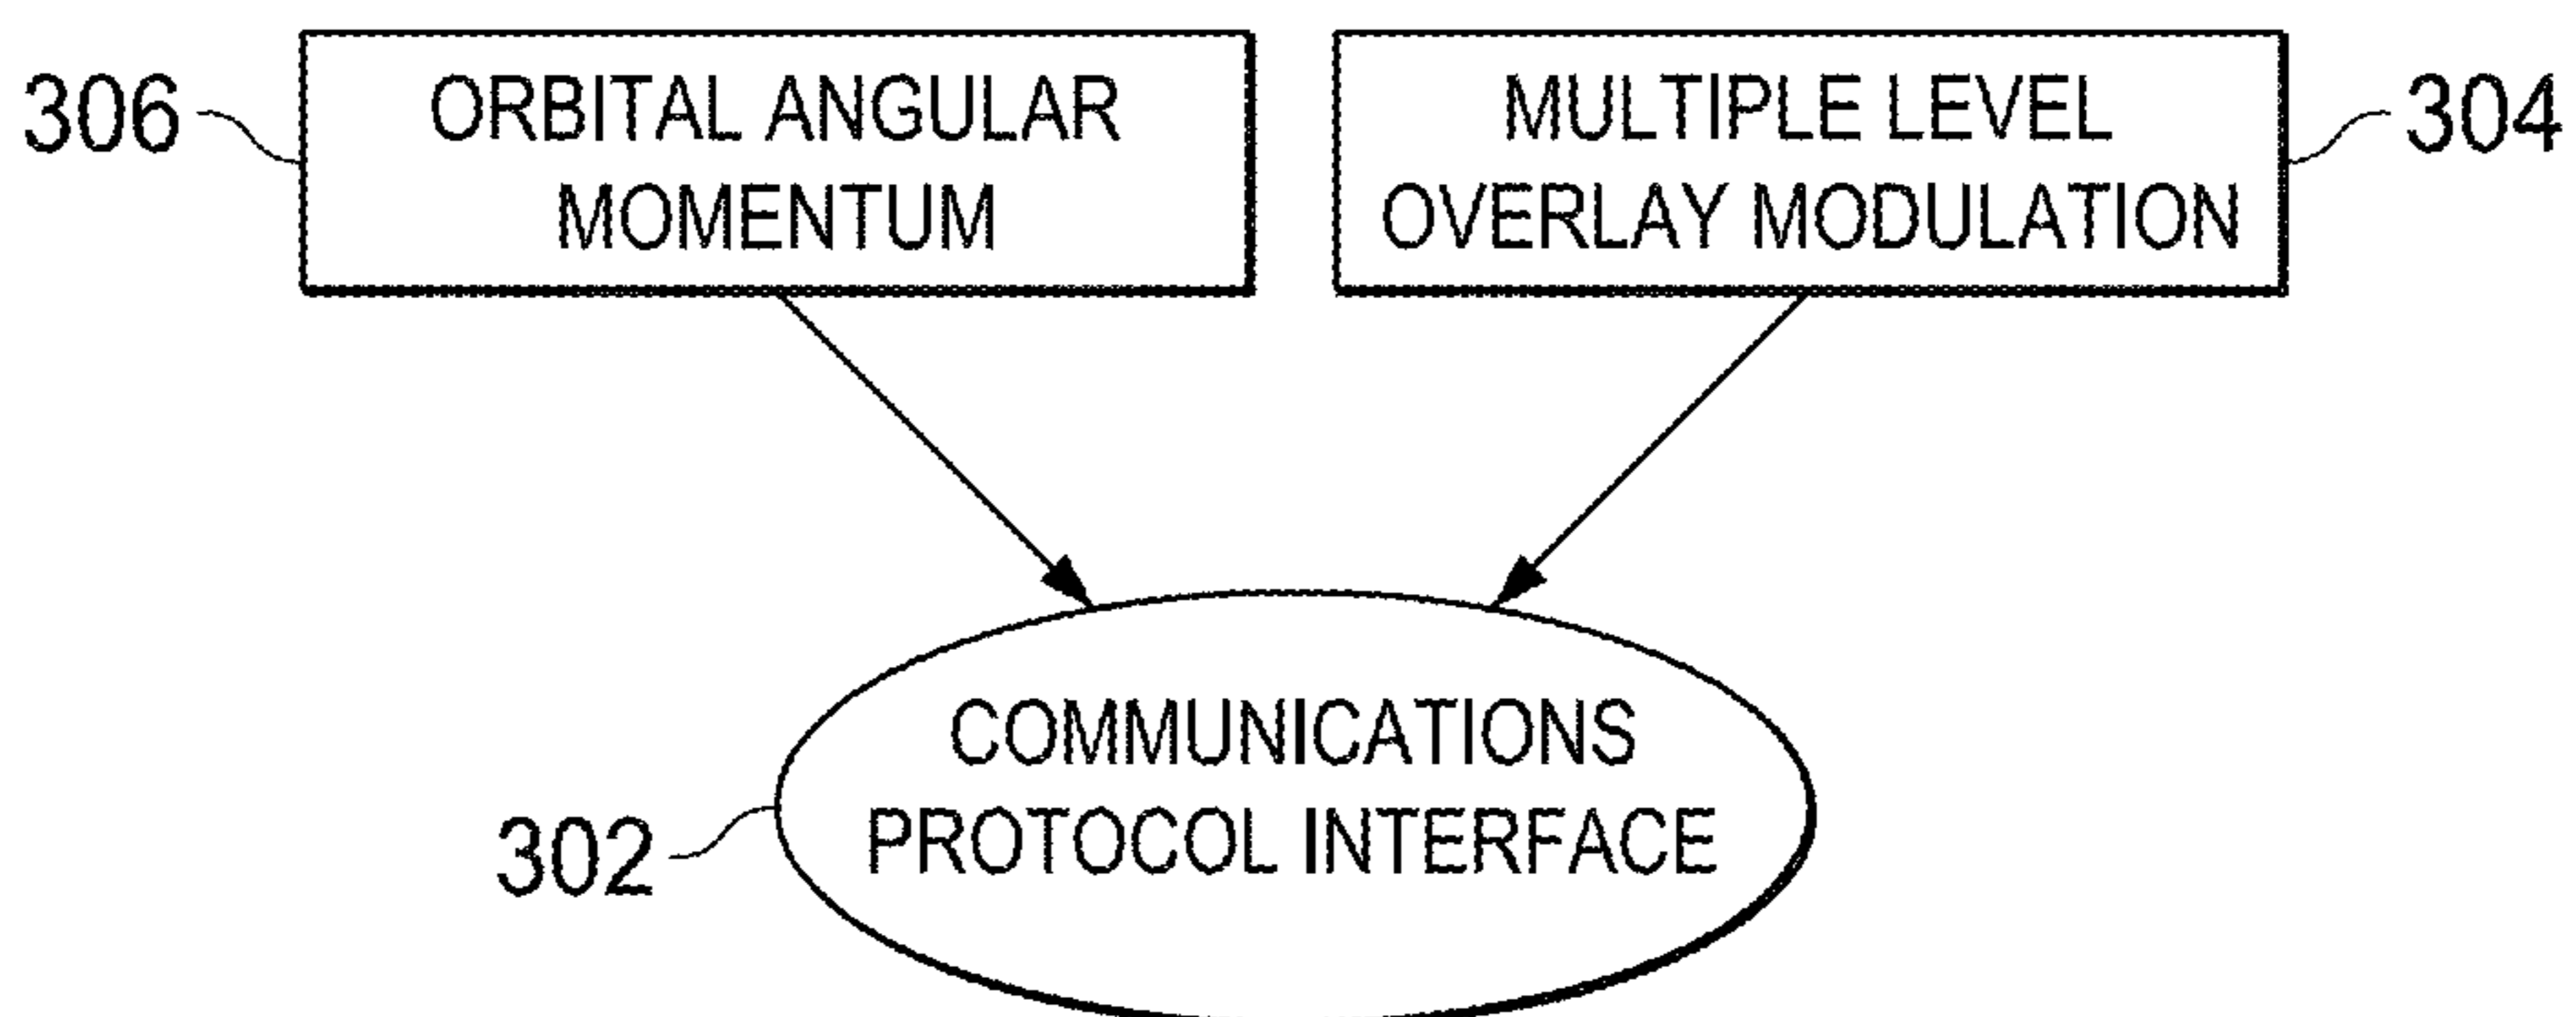 306
ORBITAL ANGULAR
MOMENTUM
MULTIPLE LEVEL
OVERLAY MODULATION
304
COMMUNICATIONS
PROTOCOL INTERFACE
302